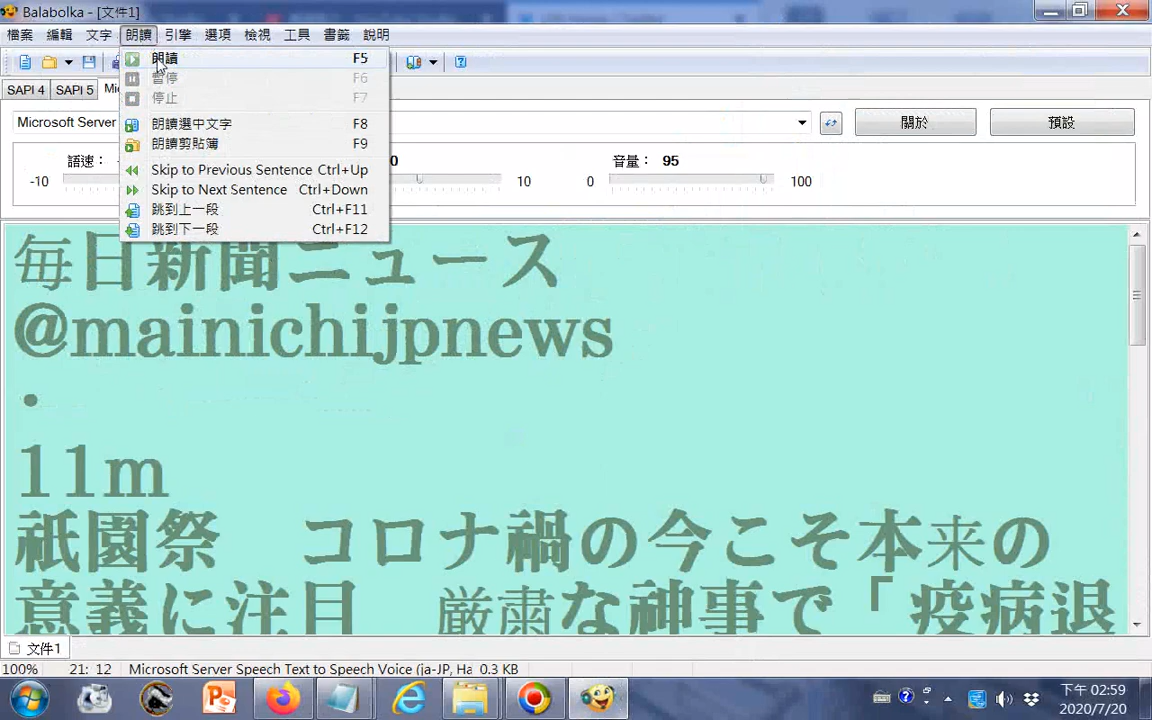 Balabolka - [文件1]
檔案 編輯 文字 朗讀 引擎 選項 檢視 工具 書籤 說明
朗讀 F5
暫停 F6
停止 F7
SAPI 4 SAPI 5
朗讀選中文字 F8
Microsoft Server
關於 預設
朗讀剪貼簿 F9
語速：
0
音量： 95
Skip to Previous Sentence Ctrl+Up
-10
10 0 100
Skip to Next Sentence Ctrl+Down
跳到上一段 Ctrl+F11
跳到下一段 Ctrl+F12
毎日新聞ニュース
@mainichijpnews
·
11m
祇園祭　コロナ禍の今こそ本来の
意義に注目　厳粛な神事で「疫病退
文件1
100% 21: 12 Microsoft Server Speech Text to Speech Voice (ja-JP, Ha 0.3 KB
下午 02:59
2020/7/20